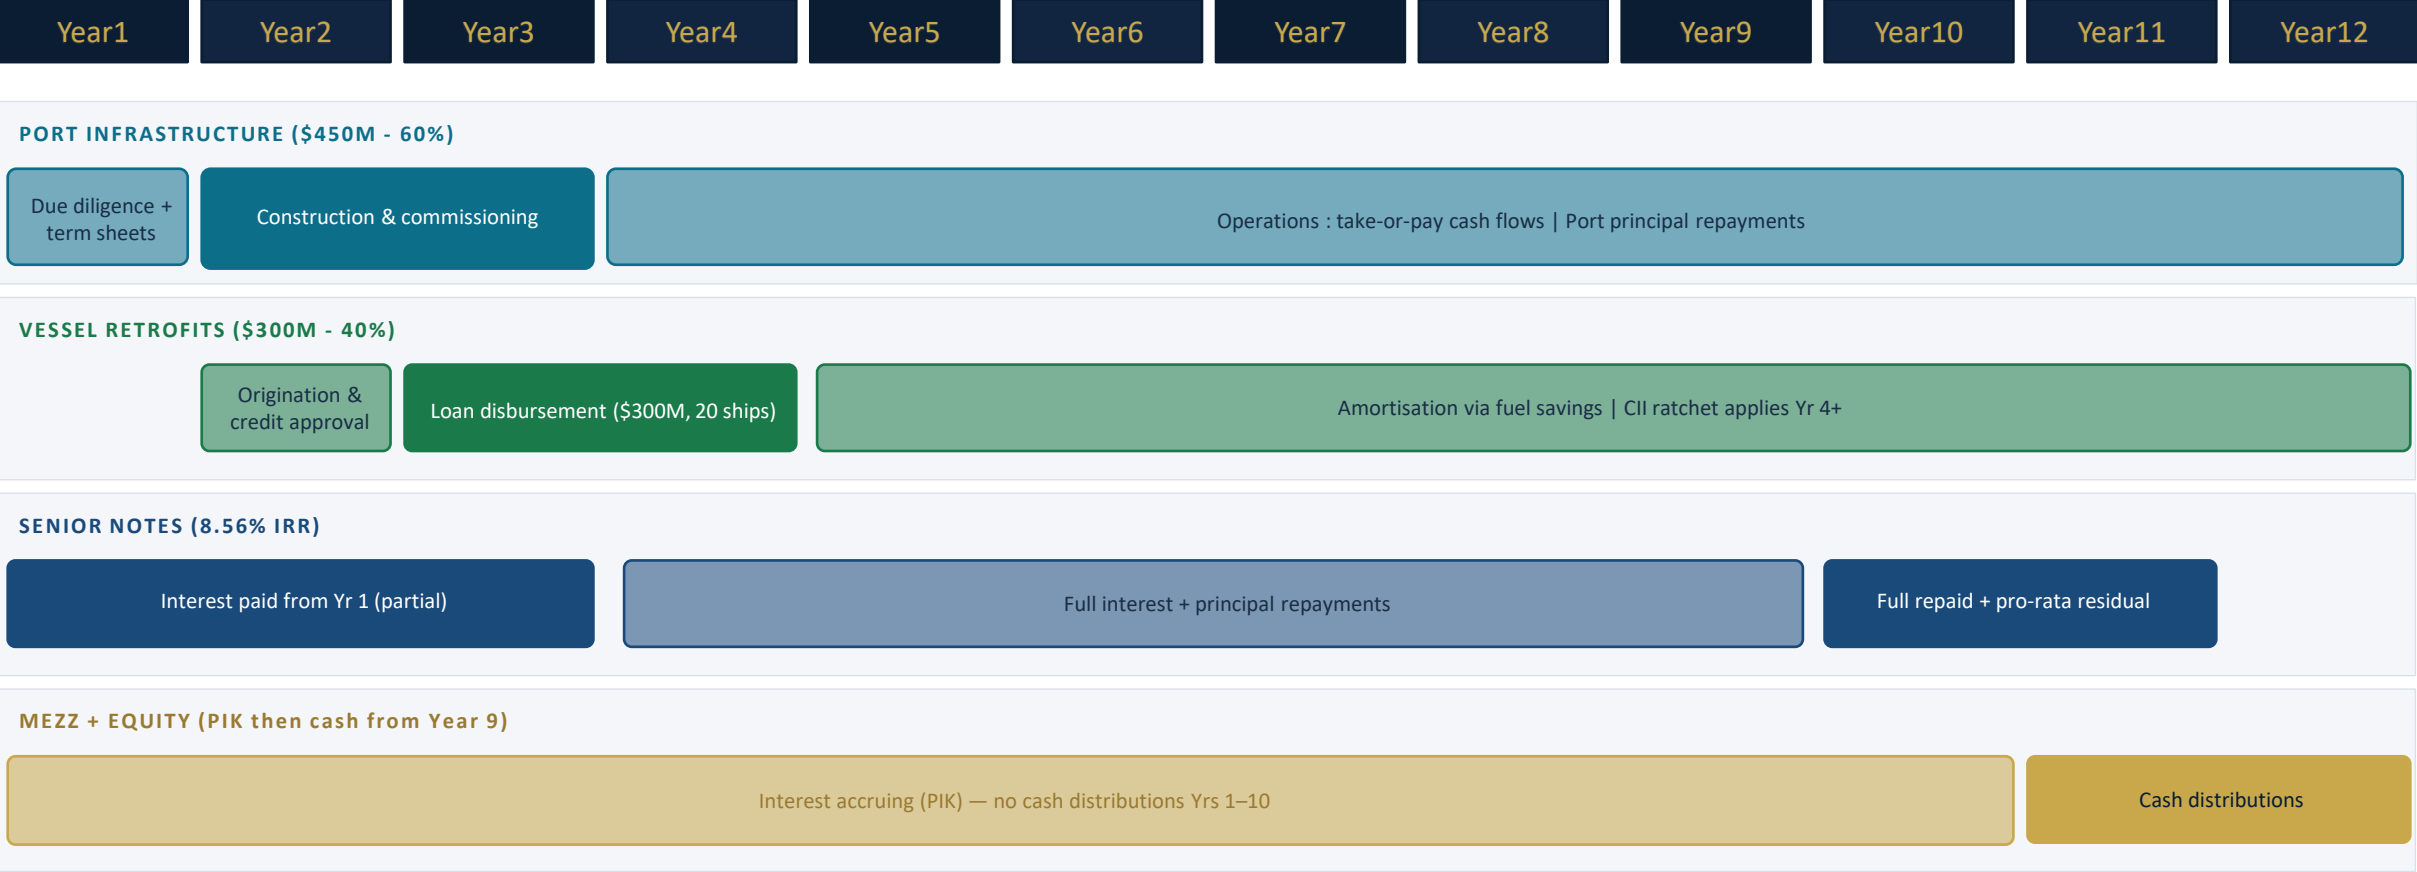 Year1
Year2
Year3
Year4
Year5
Year6
Year7
Year8
Year9
Year10
Year11
Year12
PORT INFRASTRUCTURE ($450M - 60%)
Due diligence +
term sheets
Construction & commissioning
Operations : take-or-pay cash flows | Port principal repayments
VESSEL RETROFITS ($300M - 40%)
Origination &
credit approval
Loan disbursement ($300M, 20 ships)
Amortisation via fuel savings | CII ratchet applies Yr 4+
SENIOR NOTES (8.56% IRR)
Interest paid from Yr 1 (partial)
Full interest + principal repayments
Full repaid + pro-rata residual
MEZZ + EQUITY (PIK then cash from Year 9)
Interest accruing (PIK) — no cash distributions Yrs 1–10
Cash distributions